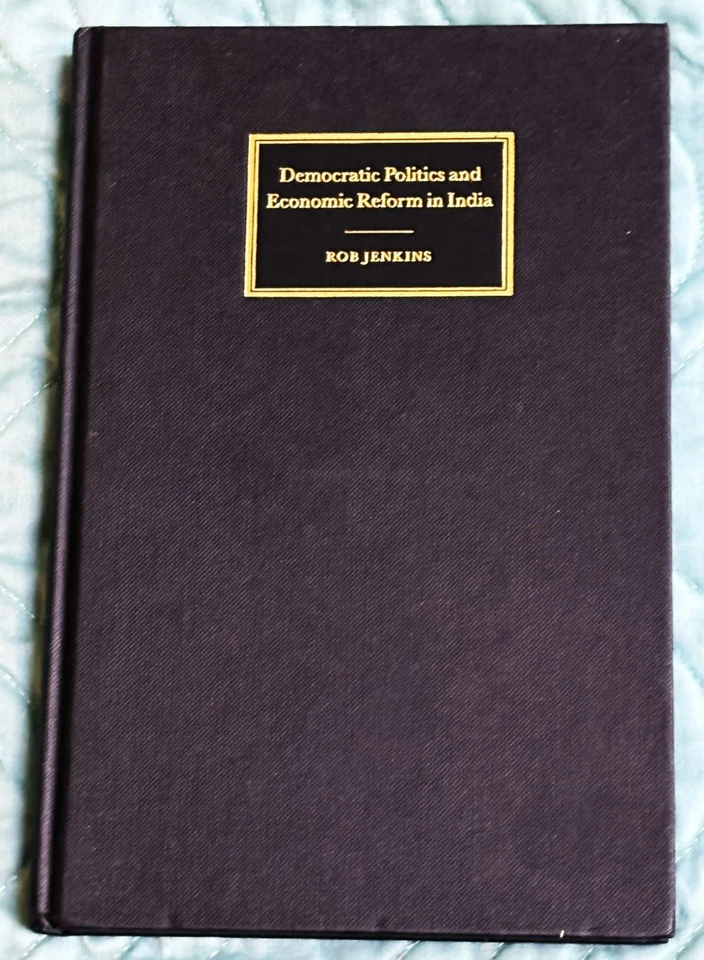 Democratic Politics and
Economic Reform in India
ROB JENKINS